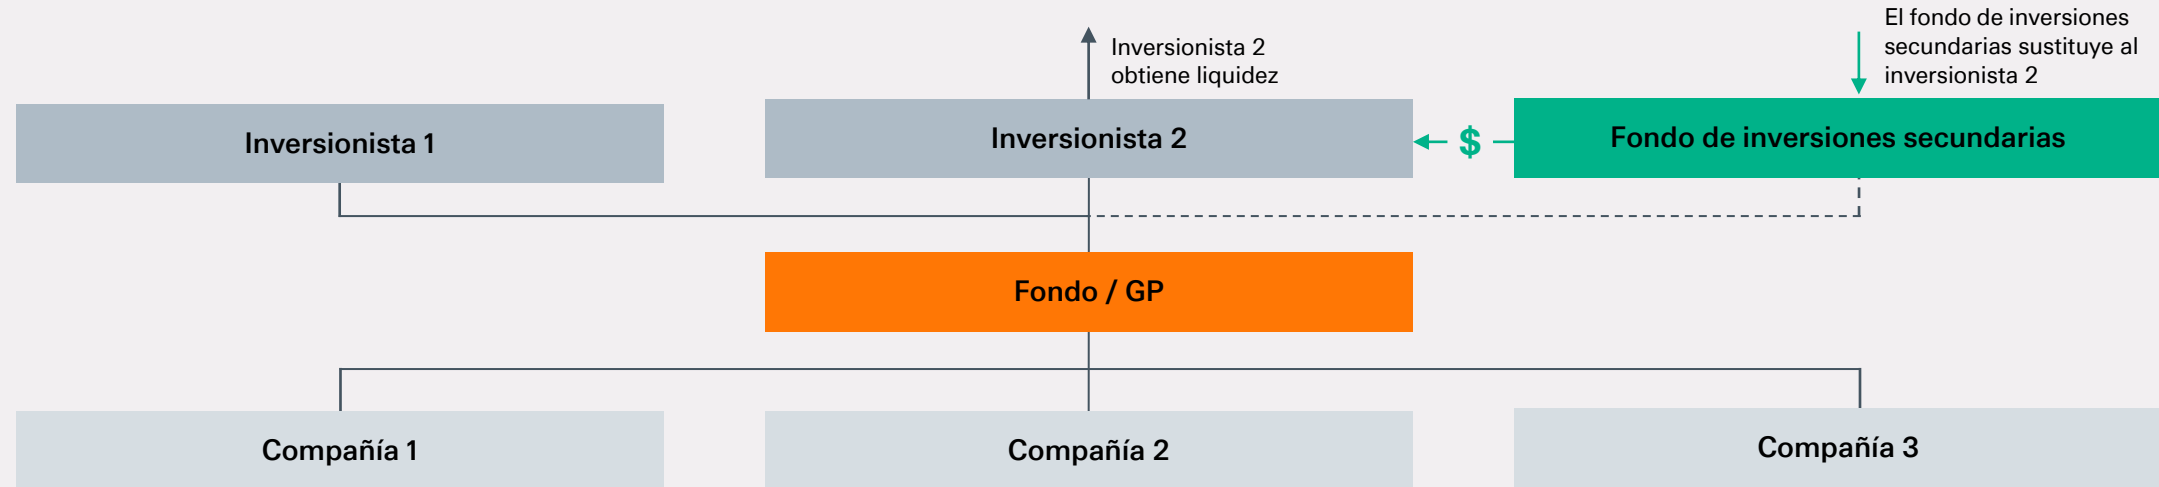 El fondo de inversiones
secundarias sustituye al
inversionista 2
Inversionista 2
obtiene liquidez
Inversionista 1
Inversionista 2
$
Fondo de inversiones secundarias
Fondo / GP
Compañía 1
Compañía 2
Compañía 3